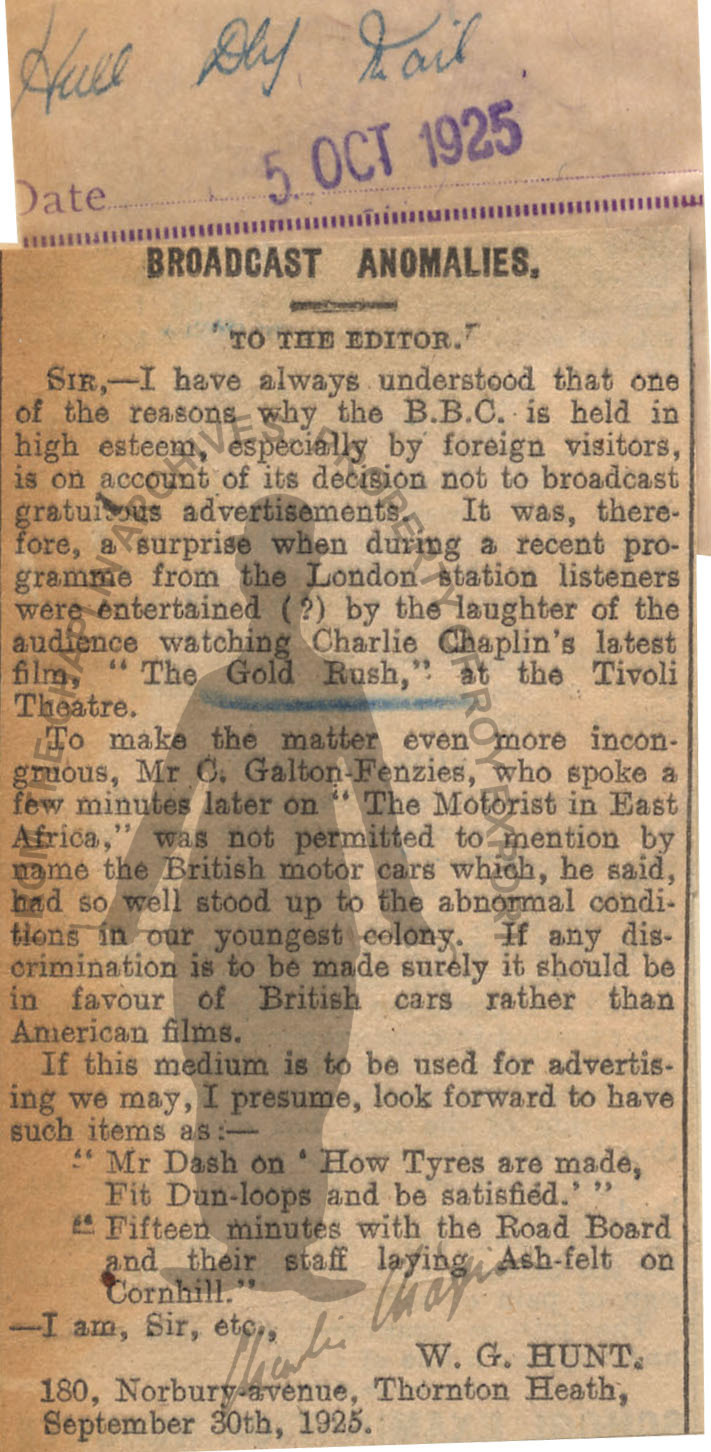 Hull Dly Mail
Date 5 OCT 1925
BROADCAST ANOMALIES.
"TO THE EDITOR."
SIR,—I have always understood that one
of the reasons why the B.B.C. is held in
high esteem, especially by foreign visitors,
is on account of its decision not to broadcast
gratuitous advertisements. It was, there-
fore, a surprise when during a recent pro-
gramme from the London station listeners
were entertained (?) by the laughter of the
audience watching Charlie Chaplin's latest
film, "The Gold Rush," at the Tivoli
Theatre.
To make the matter even more incon-
gruous, Mr C. Galton-Fenzies, who spoke a
few minutes later on "The Motorist in East
Africa," was not permitted to mention by
name the British motor cars which, he said,
had so well stood up to the abnormal condi-
tions in our youngest colony. If any dis-
crimination is to be made surely it should be
in favour of British cars rather than
American films.
If this medium is to be used for advertis-
ing we may, I presume, look forward to have
such items as:—
"Mr Dash on 'How Tyres are made,
Fit Dun-loops and be satisfied.'"
"Fifteen minutes with the Road Board
and their staff laying Ash-felt on
Cornhill."
—I am, Sir, etc.,
W. G. HUNT.
180, Norbury-avenue, Thornton Heath,
September 30th, 1925.
CHAPLIN ARCHIVES PROPERTY OF ROY EXPORT
Charlie Chaplin